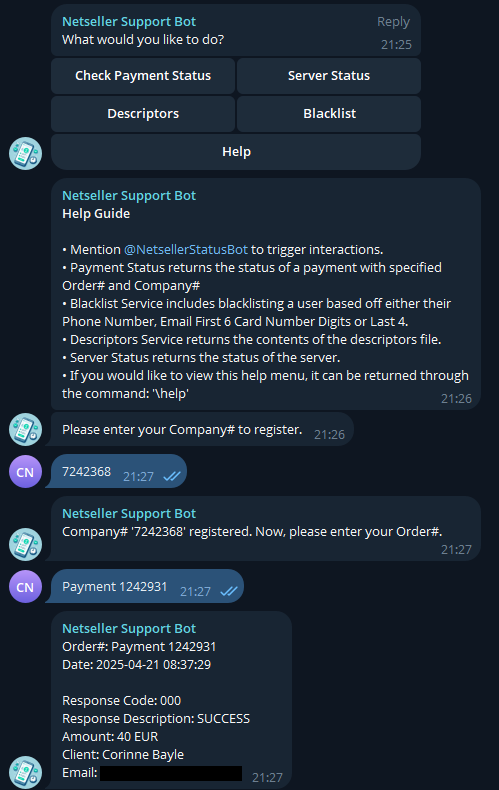 Netseller Support Bot Reply
What would you like to do? 21:25
Check Payment Status Server Status
Descriptors Blacklist
Help
Netseller Support Bot
Help Guide
• Mention @NetsellerStatusBot to trigger interactions.
• Payment Status returns the status of a payment with specified
Order# and Company#
• Blacklist Service includes blacklisting a user based off either their
Phone Number, Email First 6 Card Number Digits or Last 4.
• Descriptors Service returns the contents of the descriptors file.
• Server Status returns the status of the server.
• If you would like to view this help menu, it can be returned through
the command: '\help'
21:26
Please enter your Company# to register. 21:26
CN 7242368 21:27
Netseller Support Bot
Company# '7242368' registered. Now, please enter your Order#.
21:27
CN Payment 1242931 21:27
Netseller Support Bot
Order#: Payment 1242931
Date: 2025-04-21 08:37:29
Response Code: 000
Response Description: SUCCESS
Amount: 40 EUR
Client: Corinne Bayle
Email: 21:27